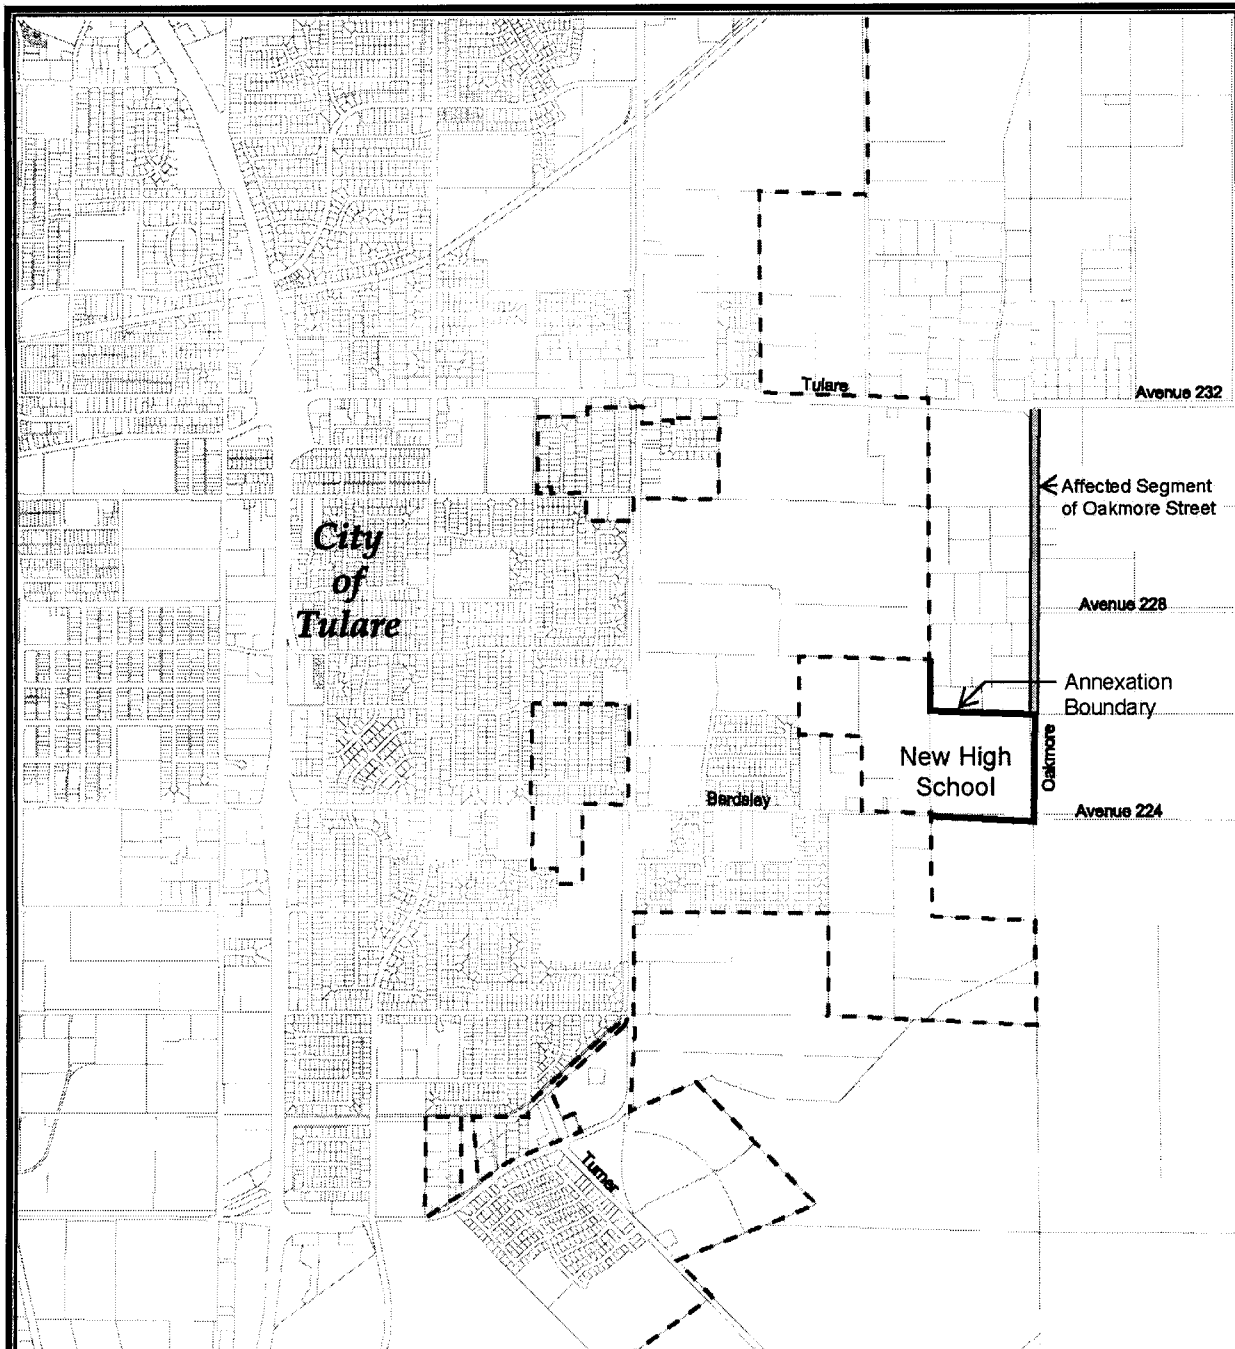 Tulare
Avenue 232
Affected Segment
of Oakmore Street
City
of
Tulare
Avenue 228
Annexation
Boundary
New High
School
Oakmore
Bardsley
Avenue 224
Turner